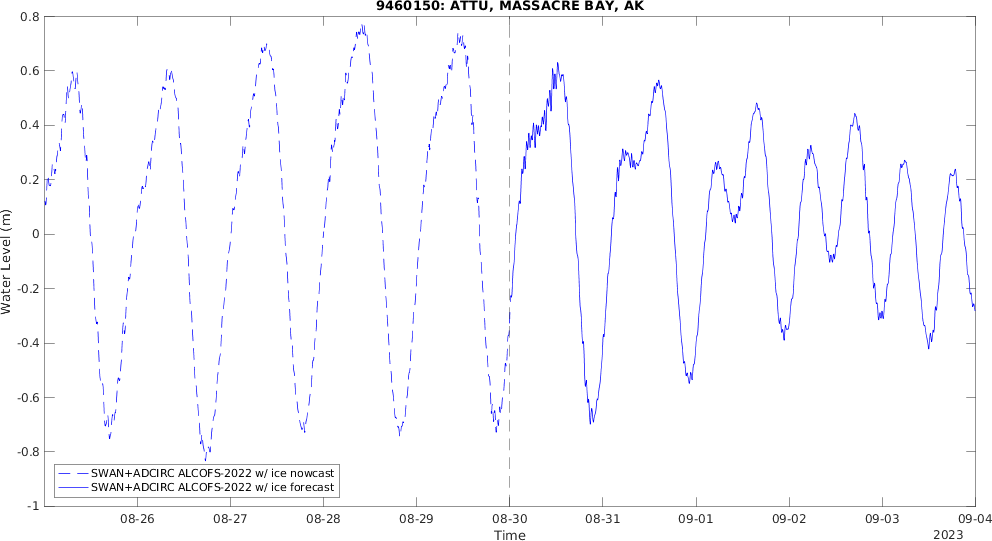 9460150: ATTU, MASSACRE BAY, AK
0.8
0.6
0.4
0.2
0
-0.2
-0.4
-0.6
-0.8
-1
Water Level (m)
SWAN+ADCIRC ALCOFS-2022 w/ ice nowcast
SWAN+ADCIRC ALCOFS-2022 w/ ice forecast
08-26 08-27 08-28 08-29 08-30 08-31 09-01 09-02 09-03 09-04
Time
2023